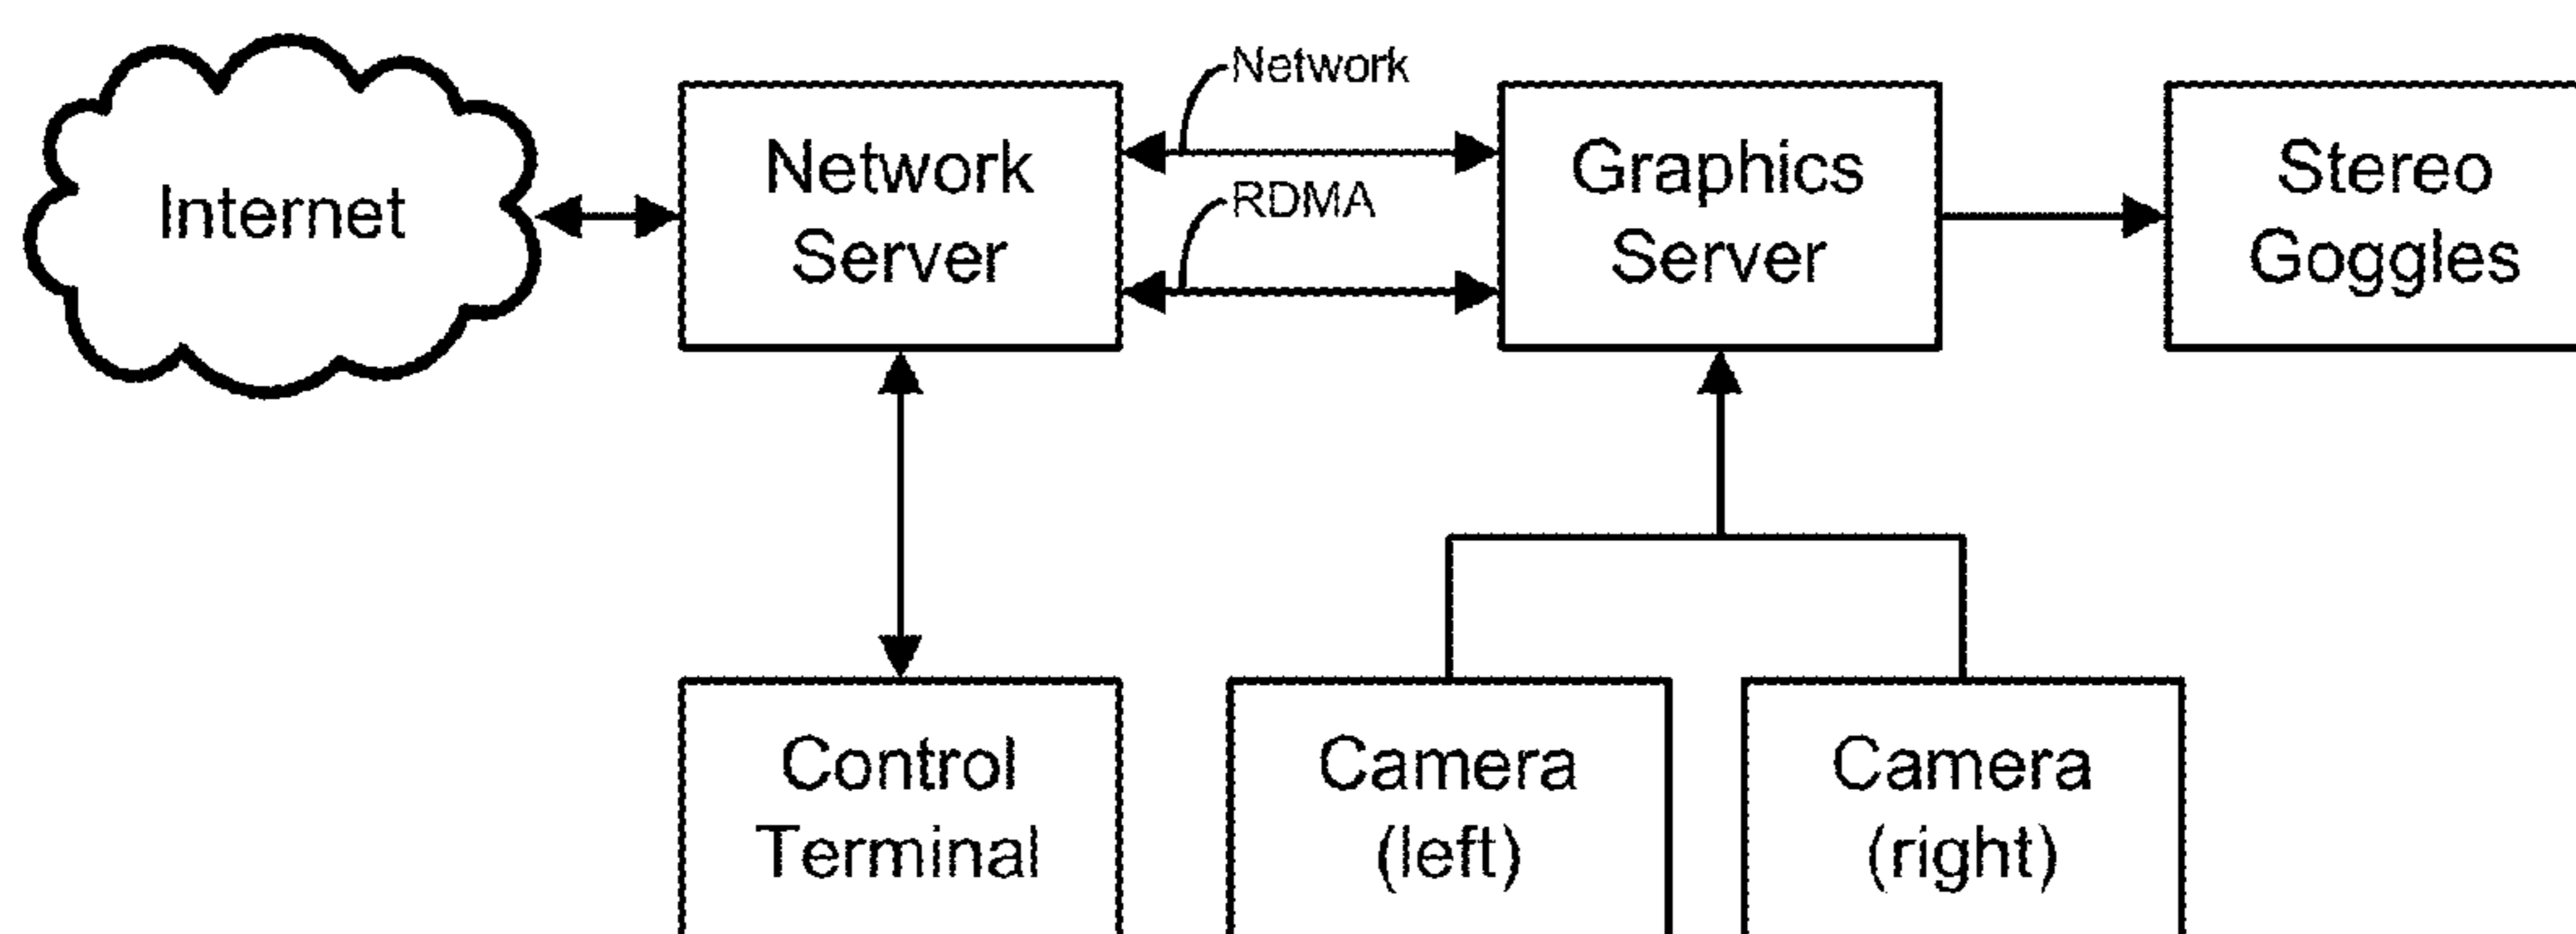 Internet
Network
Server
Network
RDMA
Graphics
Server
Stereo
Goggles
Control
Terminal
Camera
(left)
Camera
(right)